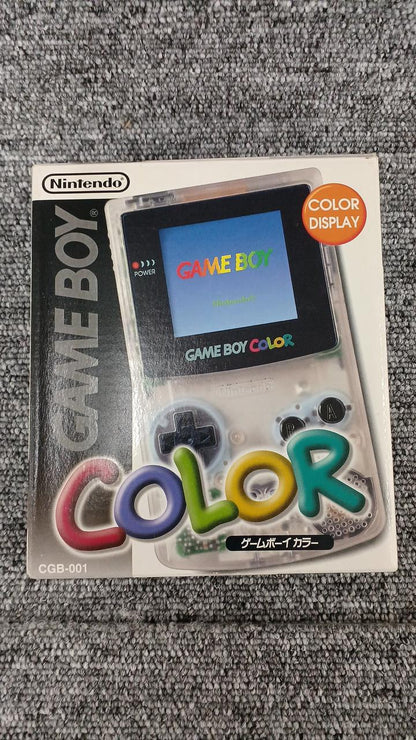 Nintendo®
GAME BOY®
COLOR
DISPLAY
POWER
GAME BOY
Nintendo®
GAME BOY COLOR
A
COLOR
ゲームボーイカラー
CGB-001